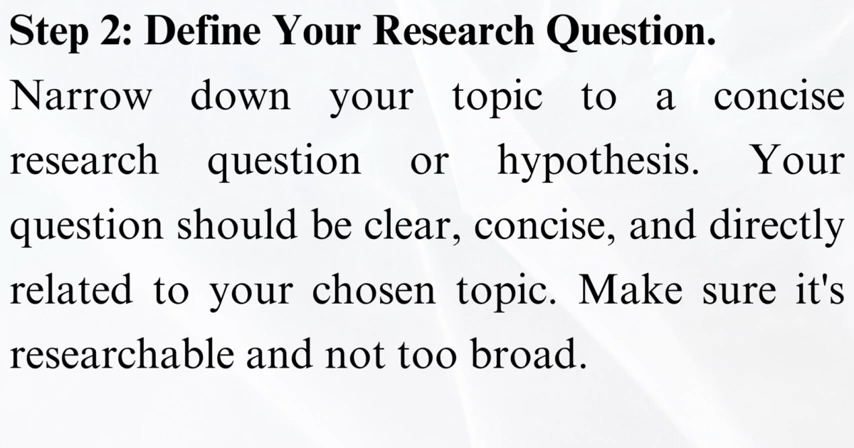 Step 2: Define Your Research Question.
Narrow down your topic to a concise
research question or hypothesis. Your
question should be clear, concise, and directly
related to your chosen topic. Make sure it's
researchable and not too broad.